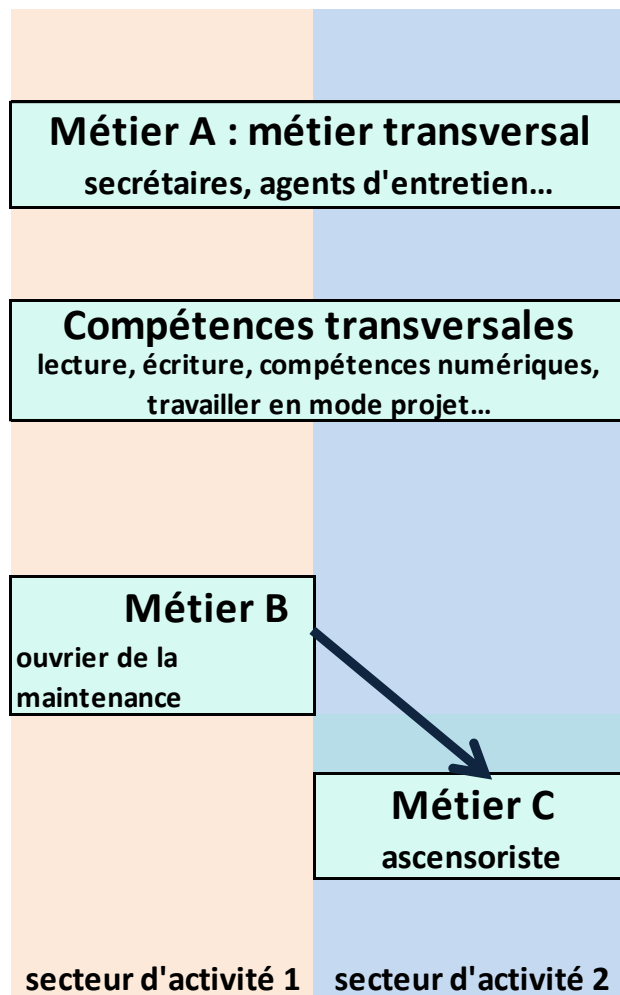 Métier A : métier transversal
secrétaires, agents d'entretien…
Compétences transversales
lecture, écriture, compétences numériques,
travailler en mode projet…
Métier B
ouvrier de la
maintenance
Métier C
ascensoriste
secteur d'activité 1
secteur d'activité 2